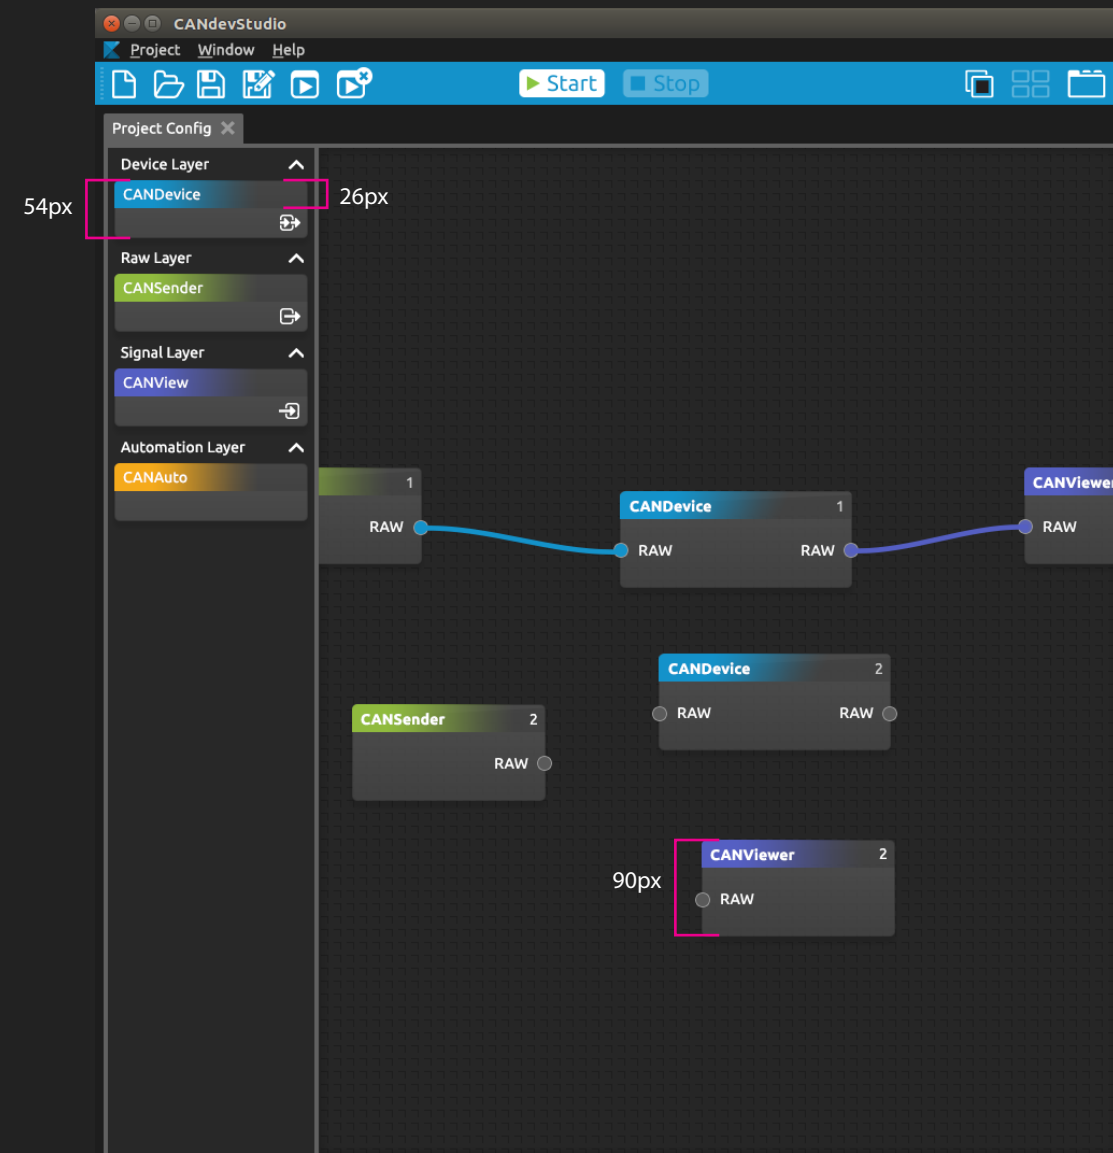 CANdevStudio
Project Window Help
Start Stop
Project Config
Device Layer
CANDevice
54px
26px
Raw Layer
CANSender
Signal Layer
CANView
Automation Layer
CANAuto
1
RAW
CANDevice 1
RAW RAW
CANViewer
RAW
CANDevice 2
RAW RAW
CANSender 2
RAW
90px
CANViewer 2
RAW